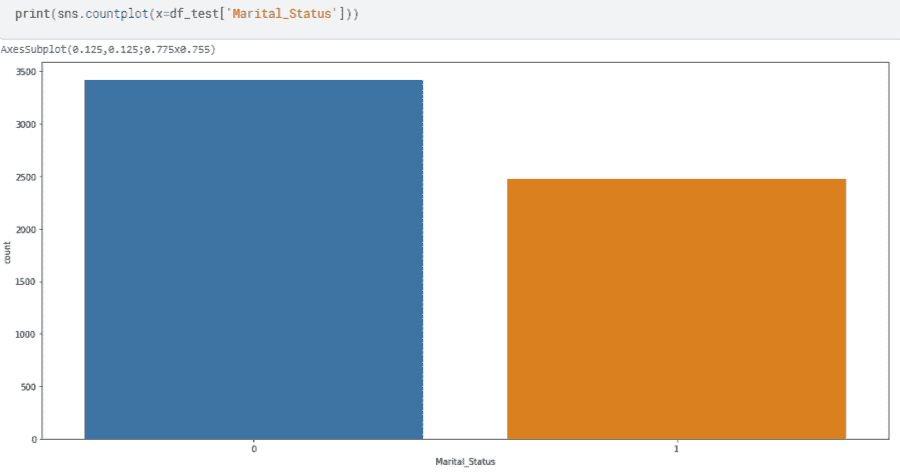 print(sns.countplot(x=df_test['Marital_Status']))
AxesSubplot(0.125,0.125;0.775x0.755)
3500
3000
2500
2000
1500
1000
500
0
count
0
1
Marital_Status